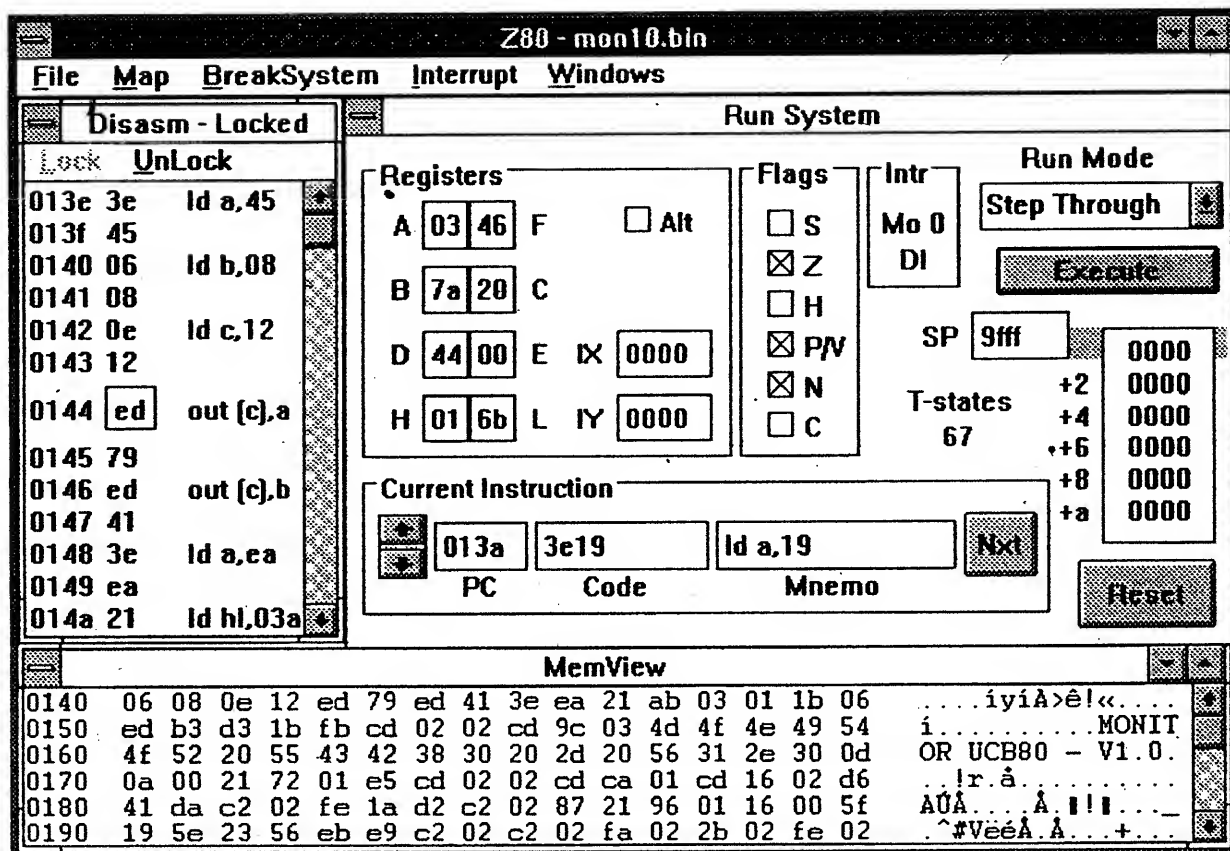 Z80 - mon10.bin
File Map BreakSystem Interrupt Windows
Disasm - Locked
Lock UnLock
013e 3e ld a,45
013f 45
0140 06 ld b,08
0141 08
0142 0e ld c,12
0143 12
0144 ed out (c),a
0145 79
0146 ed out (c),b
0147 41
0148 3e ld a,ea
0149 ea
014a 21 ld hl,03a
Run System
Registers
A 03 46 F Alt
B 7a 20 C
D 44 00 E IX 0000
H 01 6b L IY 0000
Flags
S
Z
H
P/V
N
C
Intr
Mo 0
DI
Run Mode
Step Through
Execute
SP 9fff
0000
+2 0000
+4 0000
+6 0000
+8 0000
+a 0000
T-states
67
Current Instruction
013a 3e19 ld a,19 Nxt
PC Code Mnemo
Reset
MemView
0140 06 08 0e 12 ed 79 ed 41 3e ea 21 ab 03 01 1b 06 ....íyíA>ê!«....
0150 ed b3 d3 1b fb cd 02 02 cd 9c 03 4d 4f 4e 49 54 í..........MONIT
0160 4f 52 20 55 43 42 38 30 20 2d 20 56 31 2e 30 0d OR UCB80 - V1.0.
0170 0a 00 21 72 01 e5 cd 02 02 cd ca 01 cd 16 02 d6 ..!r.å..........
0180 41 da c2 02 fe 1a d2 c2 02 87 21 96 01 16 00 5f
0190 19 5e 23 56 eb e9 c2 02 c2 02 fa 02 2b 02 fe 02